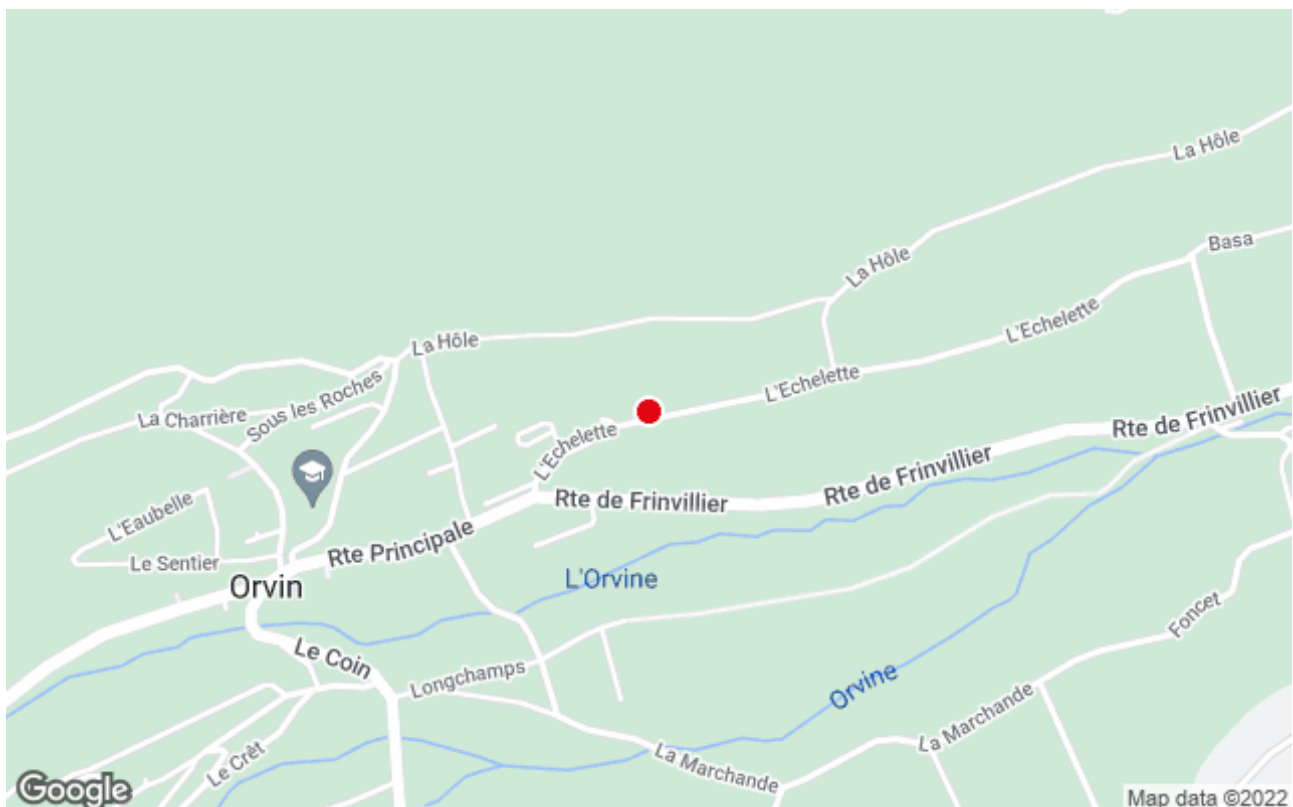 La Hôle
Basa
La Hôle
L'Echelette
La Hôle
L'Echelette
Sous les Roches
La Charrière
L'Echelette
Rte de Frinvillier
Rte de Frinvillier
Rte de Frinvillier
L'Eaubelle
Rte Principale
Le Sentier
L'Orvine
Orvin
Foncet
Le Coin
Longchamps
Orvine
La Marchande
Le Crêt
La Marchande
Google
Map data ©2022